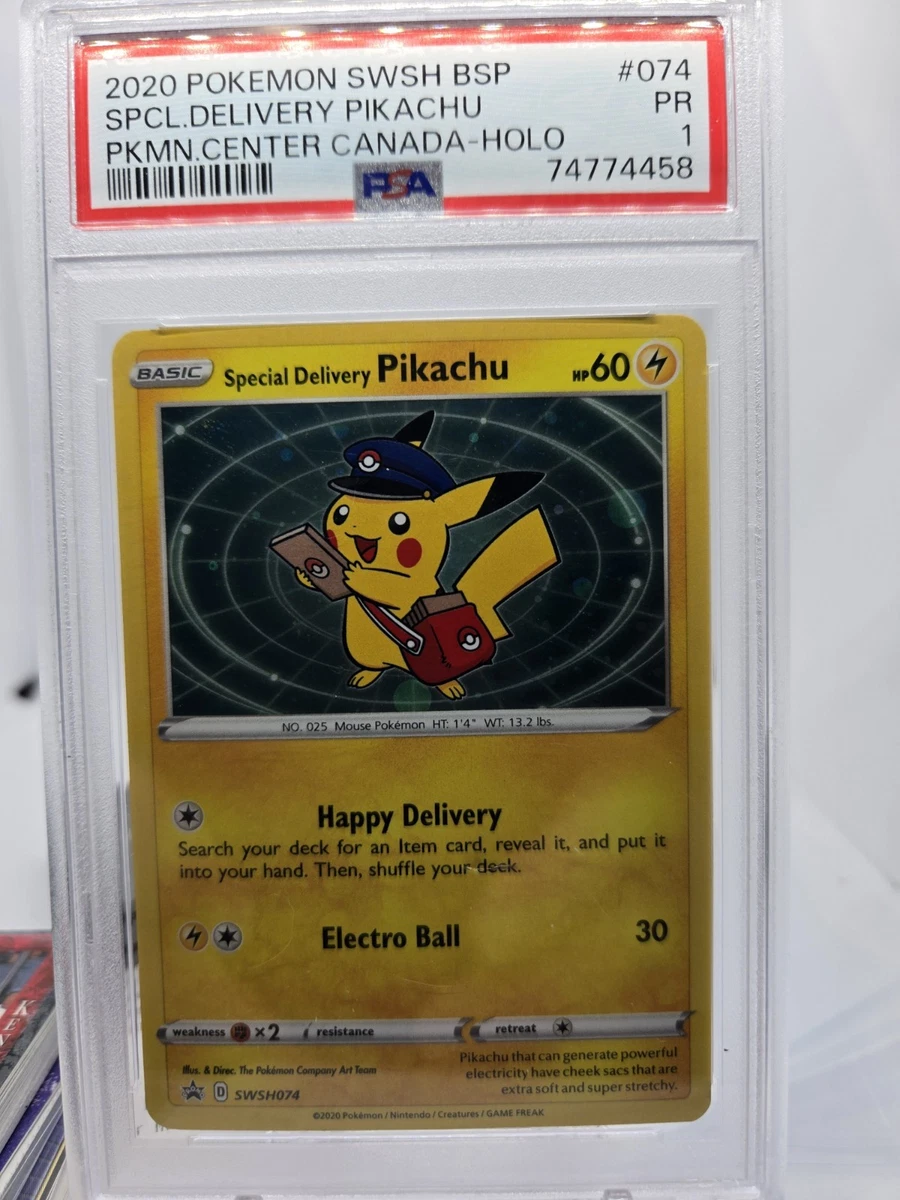 2020 POKEMON SWSH BSP #074
SPCL.DELIVERY PIKACHU PR
PKMN.CENTER CANADA-HOLO 1
PSA 74774458
BASIC Special Delivery Pikachu HP60
NO. 025 Mouse Pokémon HT: 1'4" WT: 13.2 lbs.
Happy Delivery
Search your deck for an Item card, reveal it, and put it
into your hand. Then, shuffle your deck.
Electro Ball 30
weakness ×2 resistance retreat
Pikachu that can generate powerful
electricity have cheek sacs that are
extra soft and super stretchy.
Illus. & Direc. The Pokémon Company Art Team
D SWSH074
©2020 Pokémon / Nintendo / Creatures / GAME FREAK